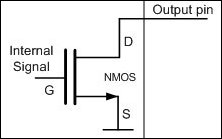 Output pin
Internal
Signal
D
NMOS
G
S